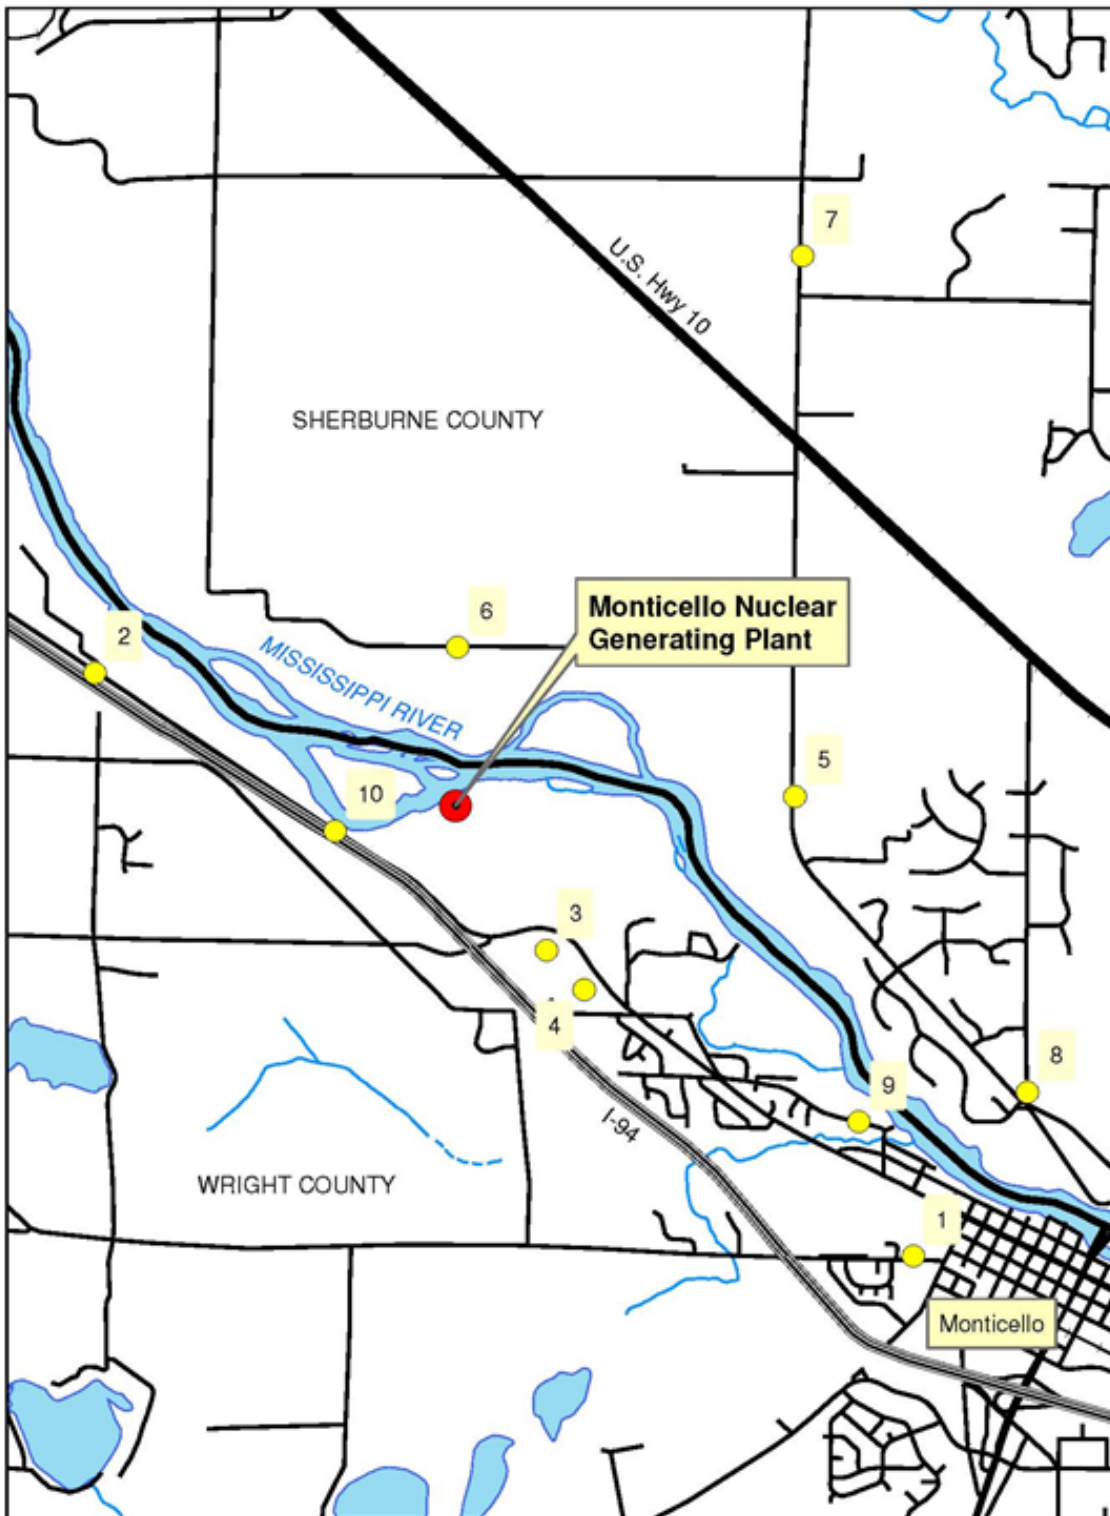 7
U.S. Hwy 10
SHERBURNE COUNTY
6
Monticello Nuclear
Generating Plant
2
MISSISSIPPI RIVER
5
10
3
4
8
9
I-94
WRIGHT COUNTY
1
Monticello